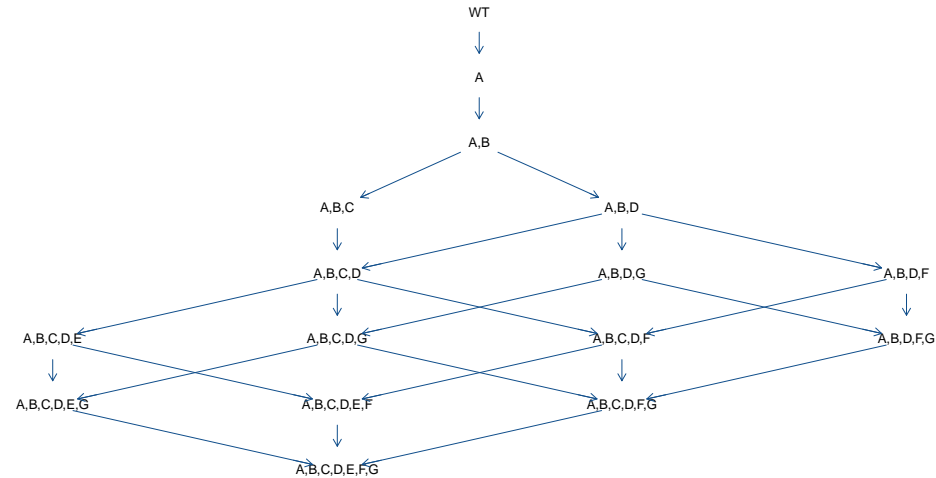 WT
A
A,B
A,B,C
A,B,D
A,B,C,D
A,B,D,G
A,B,D,F
A,B,C,D,E
A,B,C,D,G
A,B,C,D,F
A,B,D,F,G
A,B,C,D,E,G
A,B,C,D,E,F
A,B,C,D,F,G
A,B,C,D,E,F,G